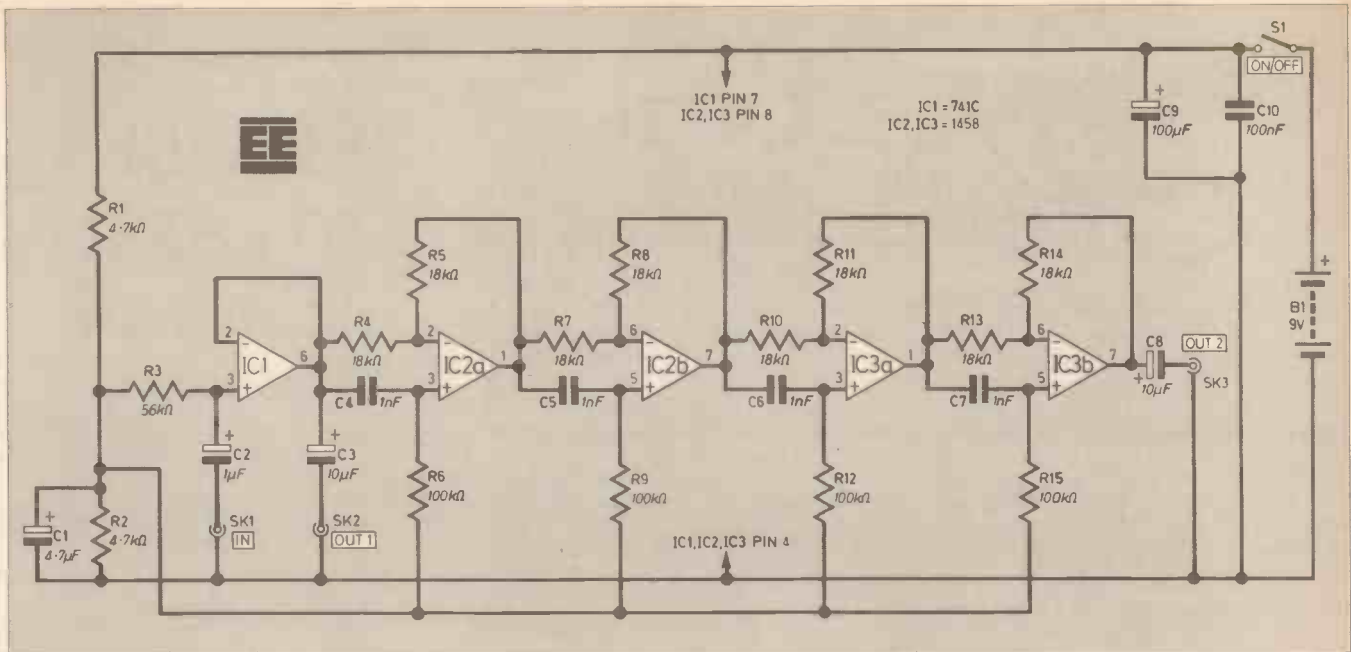 S1
ON/OFF
IC1 PIN 7
IC2, IC3 PIN 8
IC1 = 741C
IC2, IC3 = 1458
+
C9
100µF
C10
100nF
EE
R1
4·7kΩ
R5
18kΩ
R8
18kΩ
R11
18kΩ
R14
18kΩ
+
B1
9V
R4
18kΩ
R7
18kΩ
R10
18kΩ
R13
18kΩ
2
−
IC1
6
3
+
2
−
IC2a
1
3
+
6
−
IC2b
7
5
+
2
−
IC3a
1
3
+
6
−
IC3b
7
5
+
C8
+
10µF
OUT 2
SK3
R3
56kΩ
C4
1nF
C5
1nF
C6
1nF
C7
1nF
+
C2
1µF
+
C3
10µF
R6
100kΩ
R9
100kΩ
R12
100kΩ
R15
100kΩ
+
C1
4·7µF
R2
4·7kΩ
SK1
IN
SK2
OUT 1
IC1, IC2, IC3 PIN 4